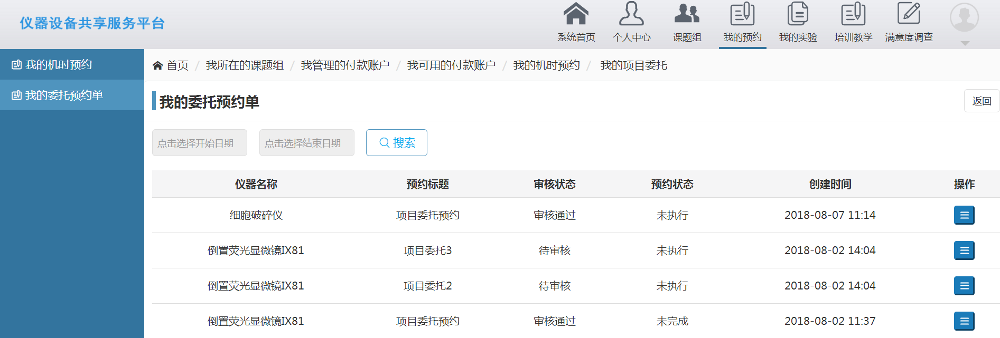 仪器设备共享服务平台
系统首页 个人中心 课题组 我的预约 我的实验 培训教学 满意度调查
我的机时预约
我的委托预约单
首页 / 我所在的课题组 / 我管理的付款账户 / 我可用的付款账户 / 我的机时预约 / 我的项目委托
我的委托预约单 返回
点击选择开始日期 点击选择结束日期 搜索
仪器名称 预约标题 审核状态 预约状态 创建时间 操作
细胞破碎仪 项目委托预约 审核通过 未执行 2018-08-07 11:14
倒置荧光显微镜IX81 项目委托3 待审核 未执行 2018-08-02 14:04
倒置荧光显微镜IX81 项目委托2 待审核 未执行 2018-08-02 14:04
倒置荧光显微镜IX81 项目委托预约 审核通过 未完成 2018-08-02 11:37